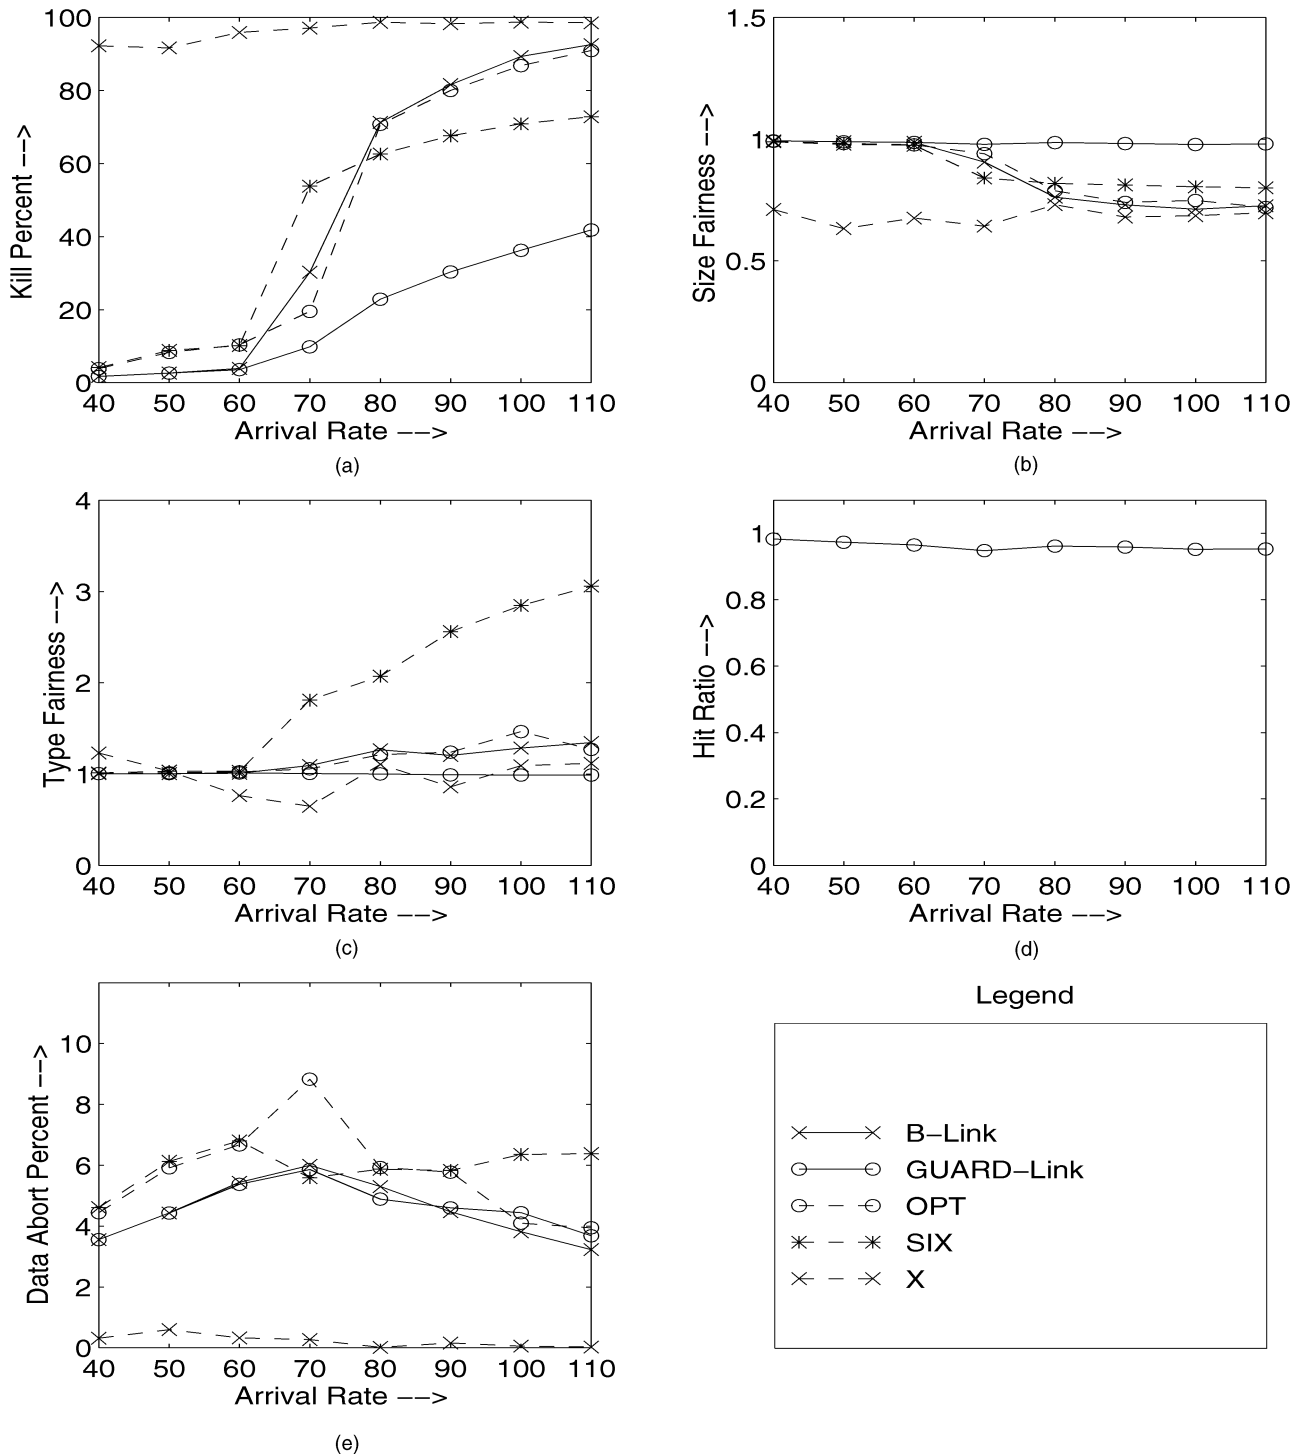 100
80
60
40
20
0
Kill Percent −−>
40 50 60 70 80 90 100 110
Arrival Rate −−>
(a)
1.5
1
0.5
0
Size Fairness −−>
40 50 60 70 80 90 100 110
Arrival Rate −−>
(b)
4
3
2
1
0
Type Fairness −−>
40 50 60 70 80 90 100 110
Arrival Rate −−>
(c)
1
0.8
0.6
0.4
0.2
0
Hit Ratio −−>
40 50 60 70 80 90 100 110
Arrival Rate −−>
(d)
10
8
6
4
2
0
Data Abort Percent −−>
40 50 60 70 80 90 100 110
Arrival Rate −−>
(e)
Legend
B−Link
GUARD−Link
OPT
SIX
X